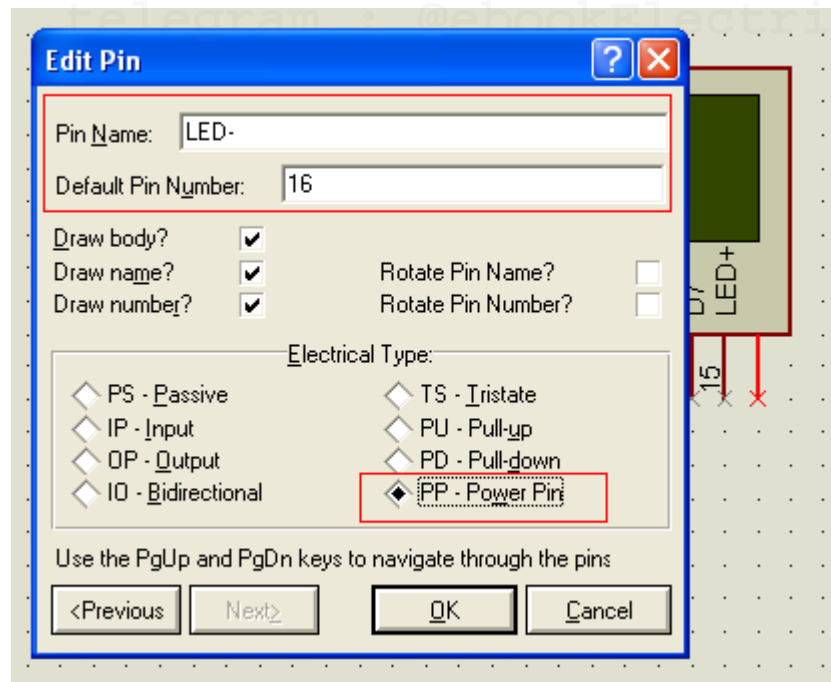 telegram : @ebookElectri
Edit Pin
Pin Name: LED-
Default Pin Number: 16
Draw body?
Draw name? Rotate Pin Name?
Draw number? Rotate Pin Number?
Electrical Type:
PS - Passive TS - Tristate
IP - Input PU - Pull-up
OP - Output PD - Pull-down
IO - Bidirectional PP - Power Pin
Use the PgUp and PgDn keys to navigate through the pins
<Previous Next> OK Cancel
D7
LED+
15